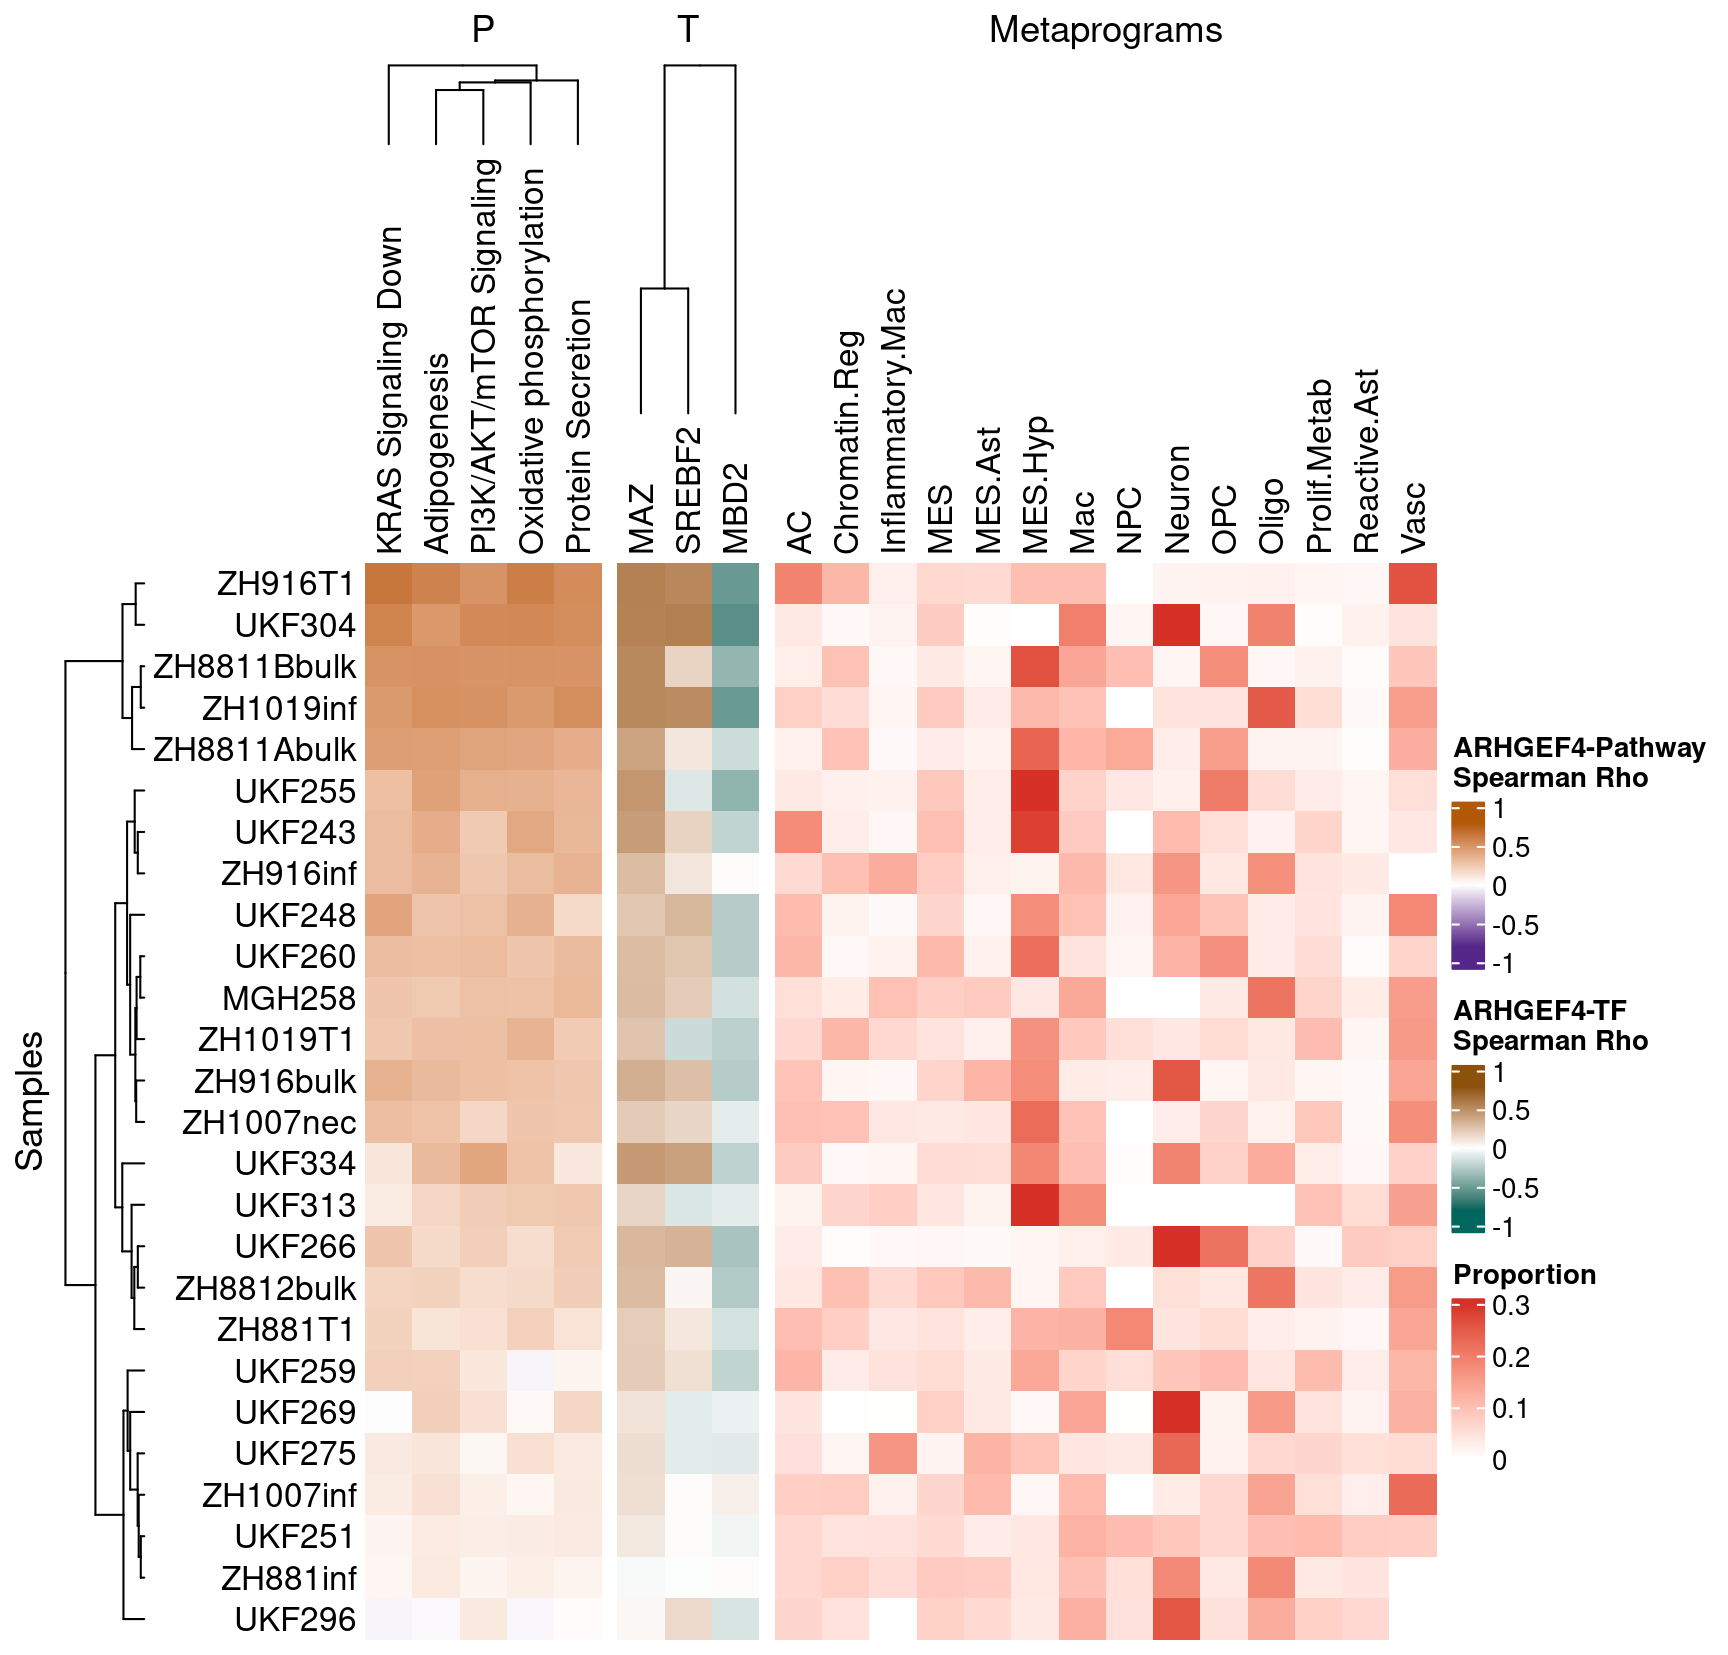 P
T
Metaprograms
KRAS Signaling Down
Adipogenesis
PI3K/AKT/mTOR Signaling
Oxidative phosphorylation
Protein Secretion
MAZ
SREBF2
MBD2
AC
Chromatin.Reg
Inflammatory.Mac
MES
MES.Ast
MES.Hyp
Mac
NPC
Neuron
OPC
Oligo
Prolif.Metab
Reactive.Ast
Vasc
Samples
ZH916T1
UKF304
ZH8811Bbulk
ZH1019inf
ZH8811Abulk
UKF255
UKF243
ZH916inf
UKF248
UKF260
MGH258
ZH1019T1
ZH916bulk
ZH1007nec
UKF334
UKF313
UKF266
ZH8812bulk
ZH881T1
UKF259
UKF269
UKF275
ZH1007inf
UKF251
ZH881inf
UKF296
ARHGEF4-Pathway
Spearman Rho
1
0.5
0
-0.5
-1
ARHGEF4-TF
Spearman Rho
1
0.5
0
-0.5
-1
Proportion
0.3
0.2
0.1
0